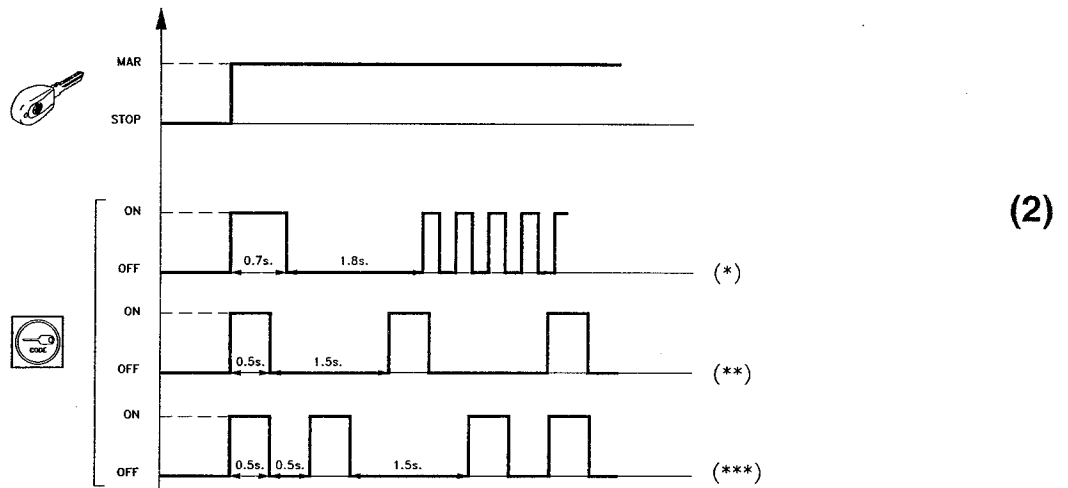 MAR
STOP
ON
(2)
0.7s. 1.8s.
OFF (*)
ON
CODE
0.5s. 1.5s.
OFF (**)
ON
0.5s. 0.5s. 1.5s.
OFF (***)